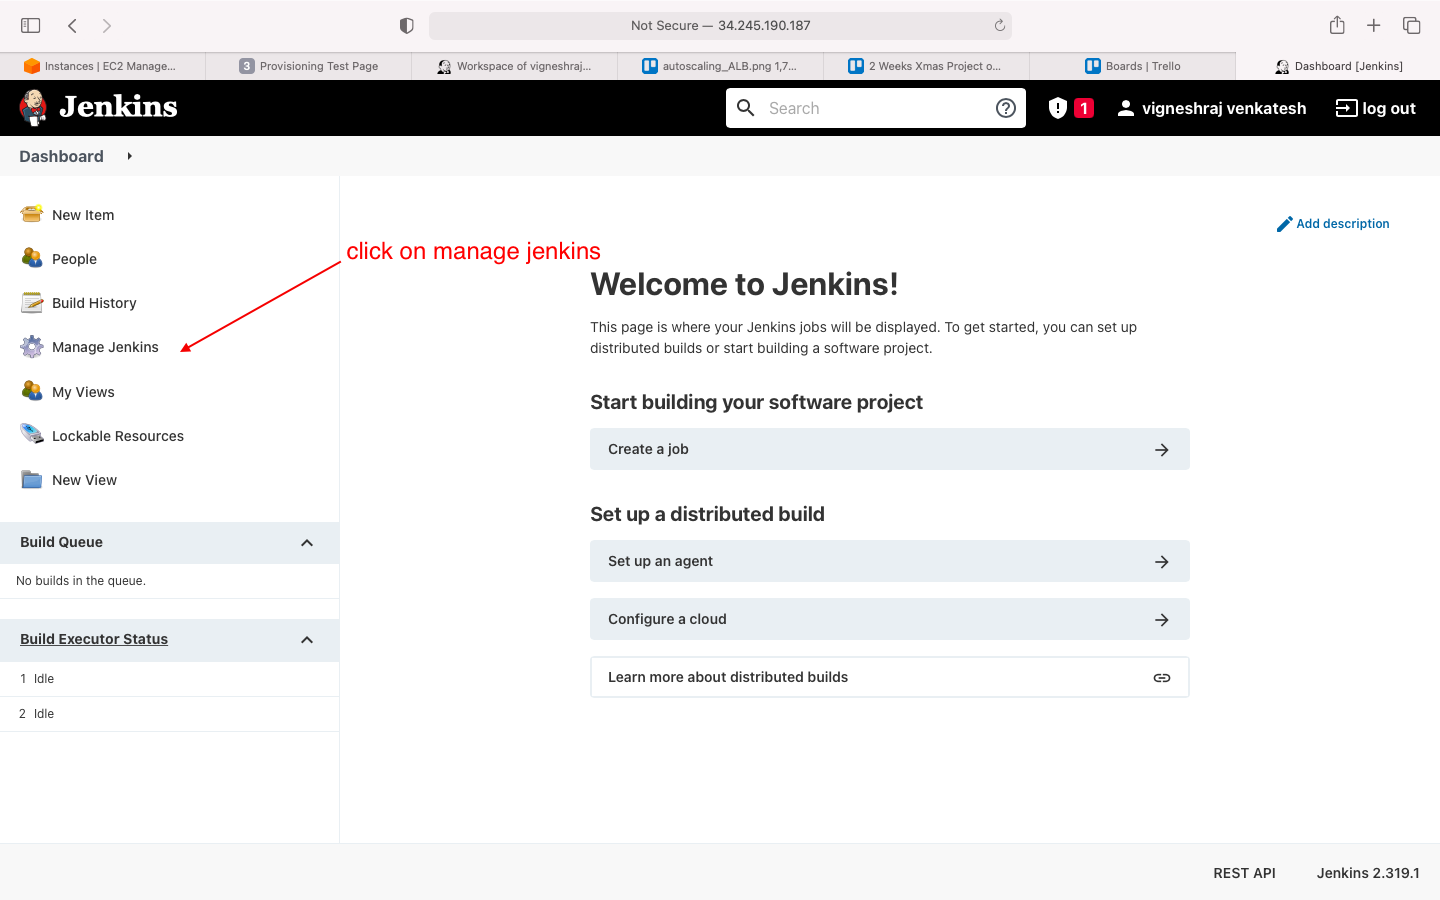 Not Secure — 34.245.190.187
Instances | EC2 Manage...
3 Provisioning Test Page
Workspace of vigneshraj...
autoscaling_ALB.png 1,7...
2 Weeks Xmas Project o...
Boards | Trello
Dashboard [Jenkins]
Jenkins
Search
1
vigneshraj venkatesh
log out
Dashboard
New Item
People
Build History
Manage Jenkins
My Views
Lockable Resources
New View
Build Queue
No builds in the queue.
Build Executor Status
1 Idle
2 Idle
click on manage jenkins
Add description
Welcome to Jenkins!
This page is where your Jenkins jobs will be displayed. To get started, you can set up
distributed builds or start building a software project.
Start building your software project
Create a job
Set up a distributed build
Set up an agent
Configure a cloud
Learn more about distributed builds
REST API
Jenkins 2.319.1